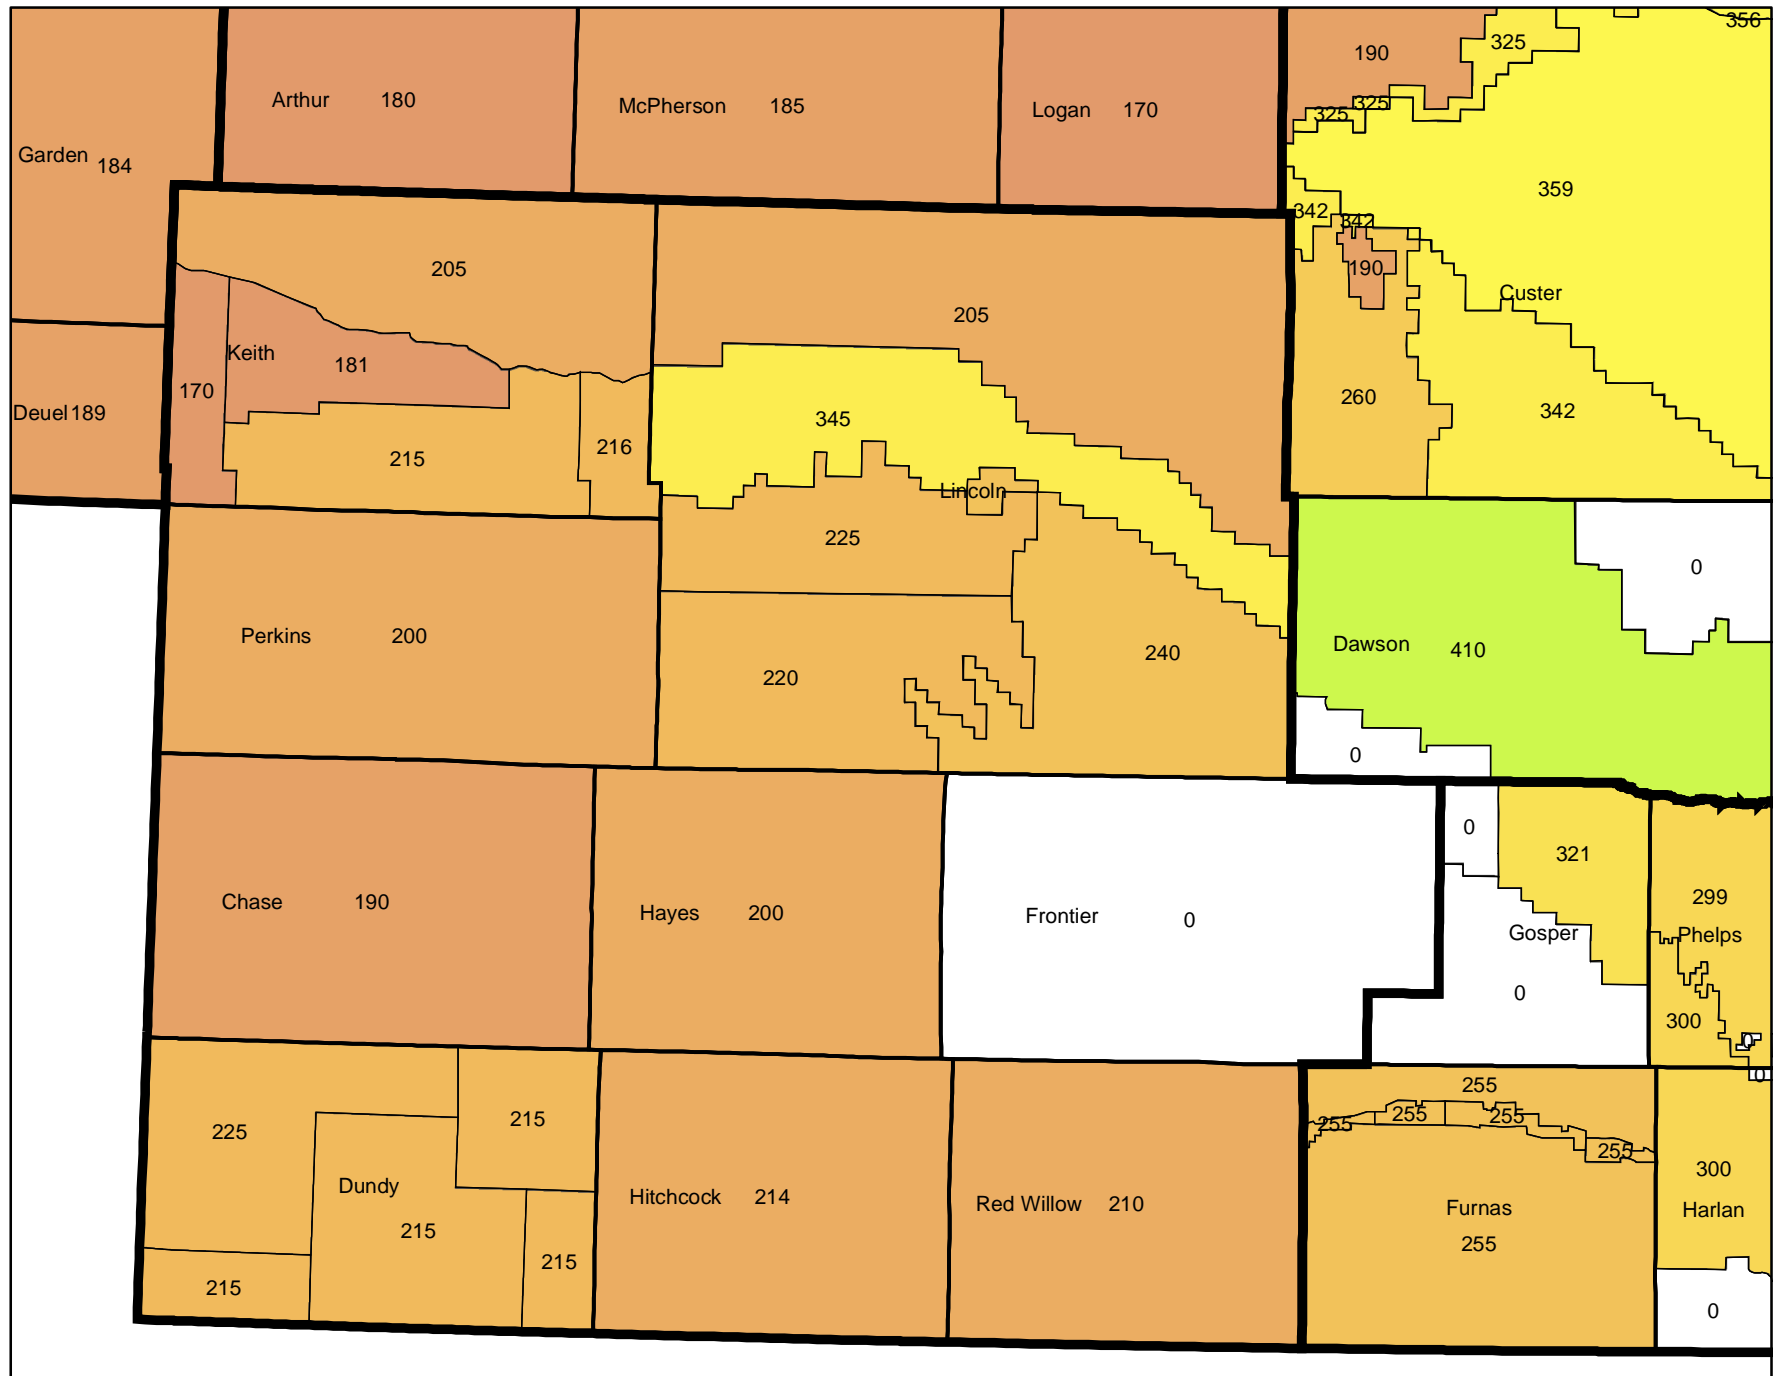 356
325
190
Arthur 180
McPherson 185
Logan 170
325
325
Garden 184
359
342
342
205
190
Custer
205
Keith 181
170
260
Deuel 189
342
345
216
215
Lincoln
225
0
Perkins 200
Dawson 410
240
220
0
0
321
Chase 190
299
Hayes 200
Frontier 0
Gosper
Phelps
0
300
0
0
255
255
255
255
225
215
255
300
Dundy
Hitchcock 214
Red Willow 210
Furnas
Harlan
215
255
215
215
0